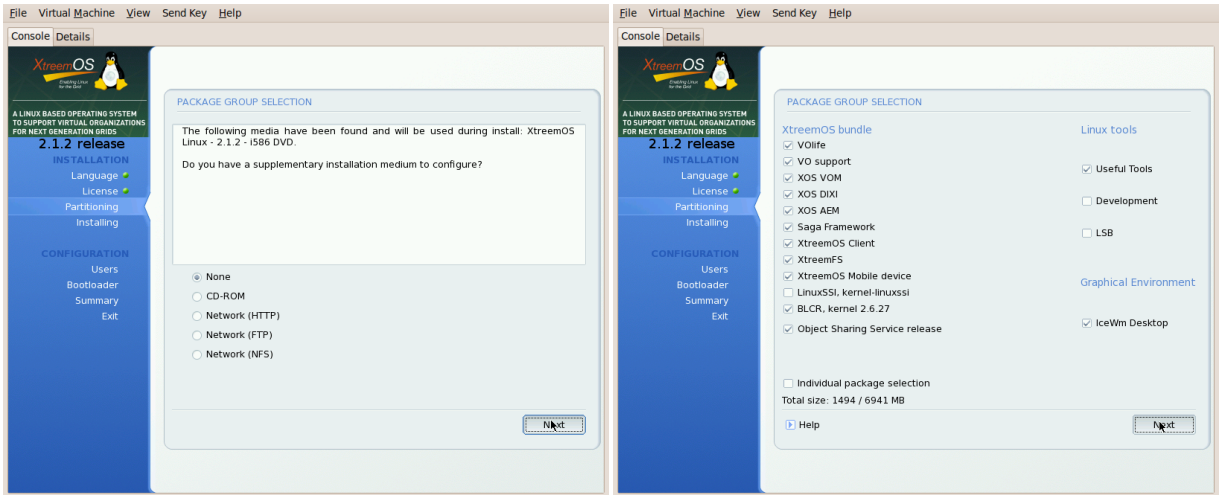 File Virtual Machine View Send Key Help
Console Details
XtreemOS
Enabling Linux
for the Grid
A LINUX BASED OPERATING SYSTEM
TO SUPPORT VIRTUAL ORGANIZATIONS
FOR NEXT GENERATION GRIDS
2.1.2 release
INSTALLATION
Language
License
Partitioning
Installing
CONFIGURATION
Users
Bootloader
Summary
Exit
PACKAGE GROUP SELECTION
The following media have been found and will be used during install: XtreemOS
Linux - 2.1.2 - i586 DVD.
Do you have a supplementary installation medium to configure?
None
CD-ROM
Network (HTTP)
Network (FTP)
Network (NFS)
Next
File Virtual Machine View Send Key Help
Console Details
XtreemOS
Enabling Linux
for the Grid
A LINUX BASED OPERATING SYSTEM
TO SUPPORT VIRTUAL ORGANIZATIONS
FOR NEXT GENERATION GRIDS
2.1.2 release
INSTALLATION
Language
License
Partitioning
Installing
CONFIGURATION
Users
Bootloader
Summary
Exit
PACKAGE GROUP SELECTION
XtreemOS bundle
VOlife
VO support
XOS VOM
XOS DIXI
XOS AEM
Saga Framework
XtreemOS Client
XtreemFS
XtreemOS Mobile device
LinuxSSI, kernel-linuxssi
BLCR, kernel 2.6.27
Object Sharing Service release
Linux tools
Useful Tools
Development
LSB
Graphical Environment
IceWm Desktop
Individual package selection
Total size: 1494 / 6941 MB
Help
Next